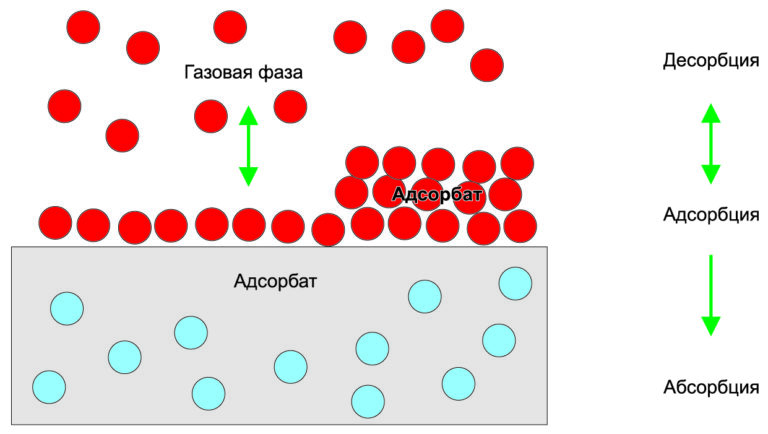 Газовая фаза
Десорбция
Адсорбат
Адсорбция
Адсорбат
Абсорбция